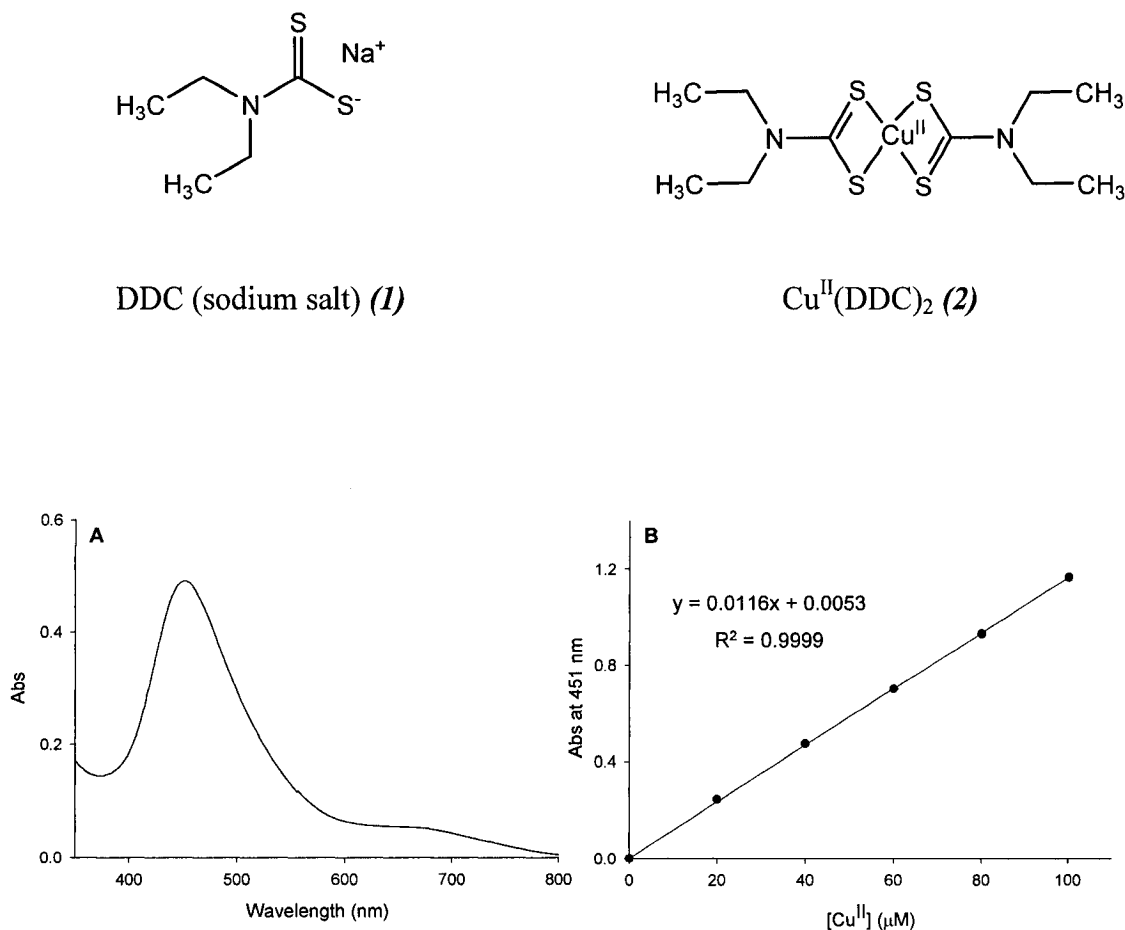 S
Na⁺
H₃C
N
S⁻
H₃C
S
S
CH₃
N
Cuᴵᴵ
N
H₃C
S
S
CH₃
H₃C
CH₃
DDC (sodium salt) (1)
Cuᴵᴵ(DDC)₂ (2)
A
0.6
0.4
0.2
0.0
Abs
400
500
600
700
800
Wavelength (nm)
B
y = 0.0116x + 0.0053
R² = 0.9999
1.2
0.8
0.4
0.0
Abs at 451 nm
0
20
40
60
80
100
[Cuᴵᴵ] (μM)